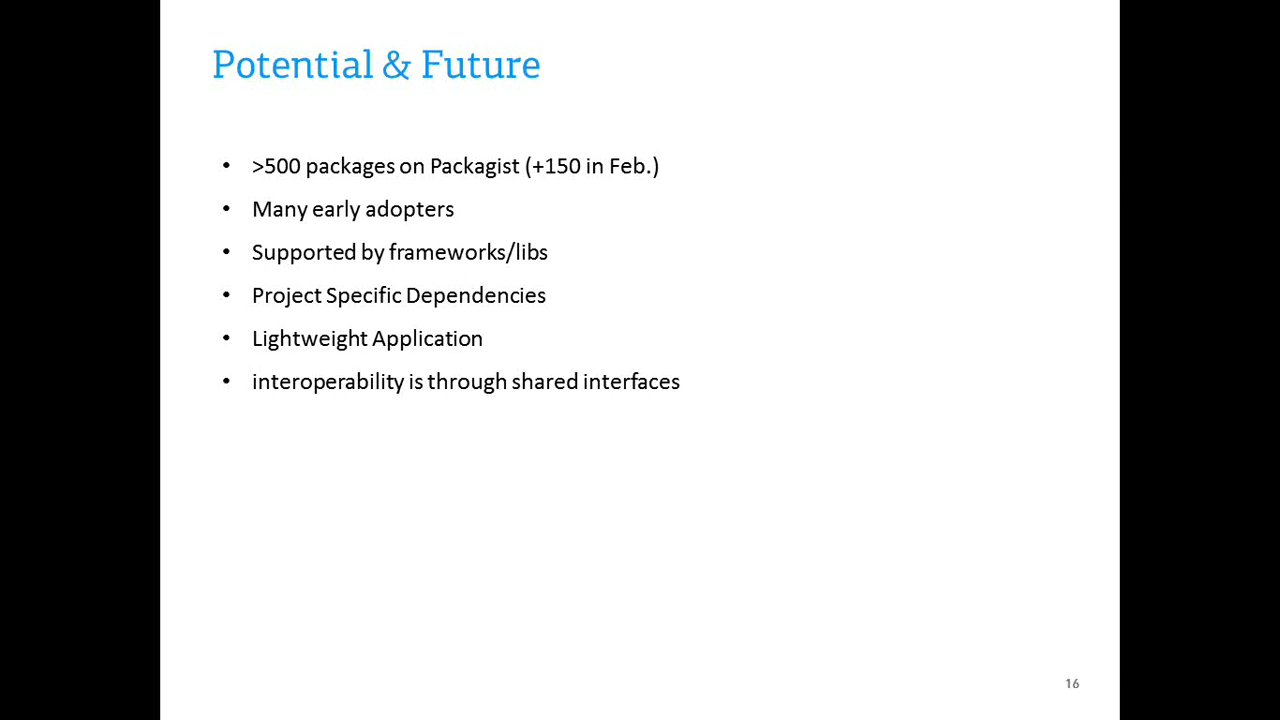 Potential & Future
• >500 packages on Packagist (+150 in Feb.)
• Many early adopters
• Supported by frameworks/libs
• Project Specific Dependencies
• Lightweight Application
• interoperability is through shared interfaces
16